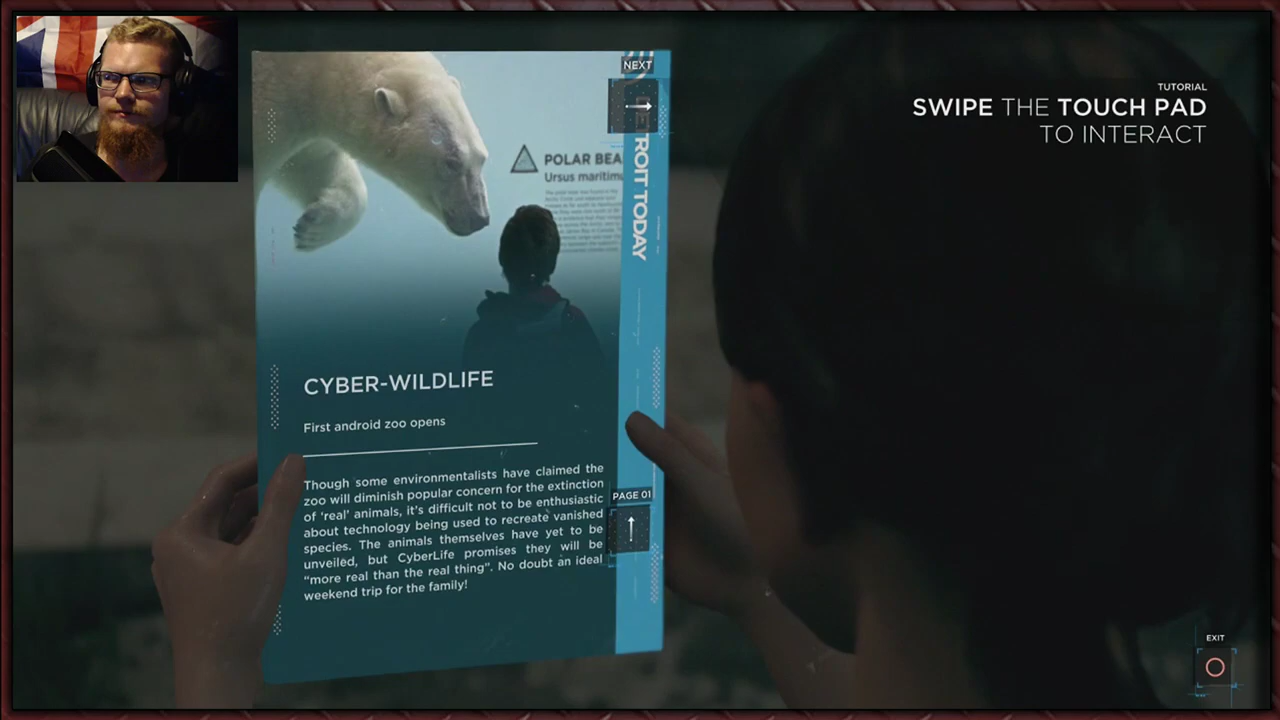 NEXT
TUTORIAL
SWIPE THE TOUCH PAD
TO INTERACT
POLAR BEA
Ursus maritimu
ROIT TODAY
CYBER-WILDLIFE
First android zoo opens
Though some environmentalists have claimed the
zoo will diminish popular concern for the extinction
of 'real' animals, it's difficult not to be enthusiastic
about technology being used to recreate vanished
species. The animals themselves have yet to be
unveiled, but CyberLife promises they will be
"more real than the real thing". No doubt an ideal
weekend trip for the family!
PAGE 01
EXIT